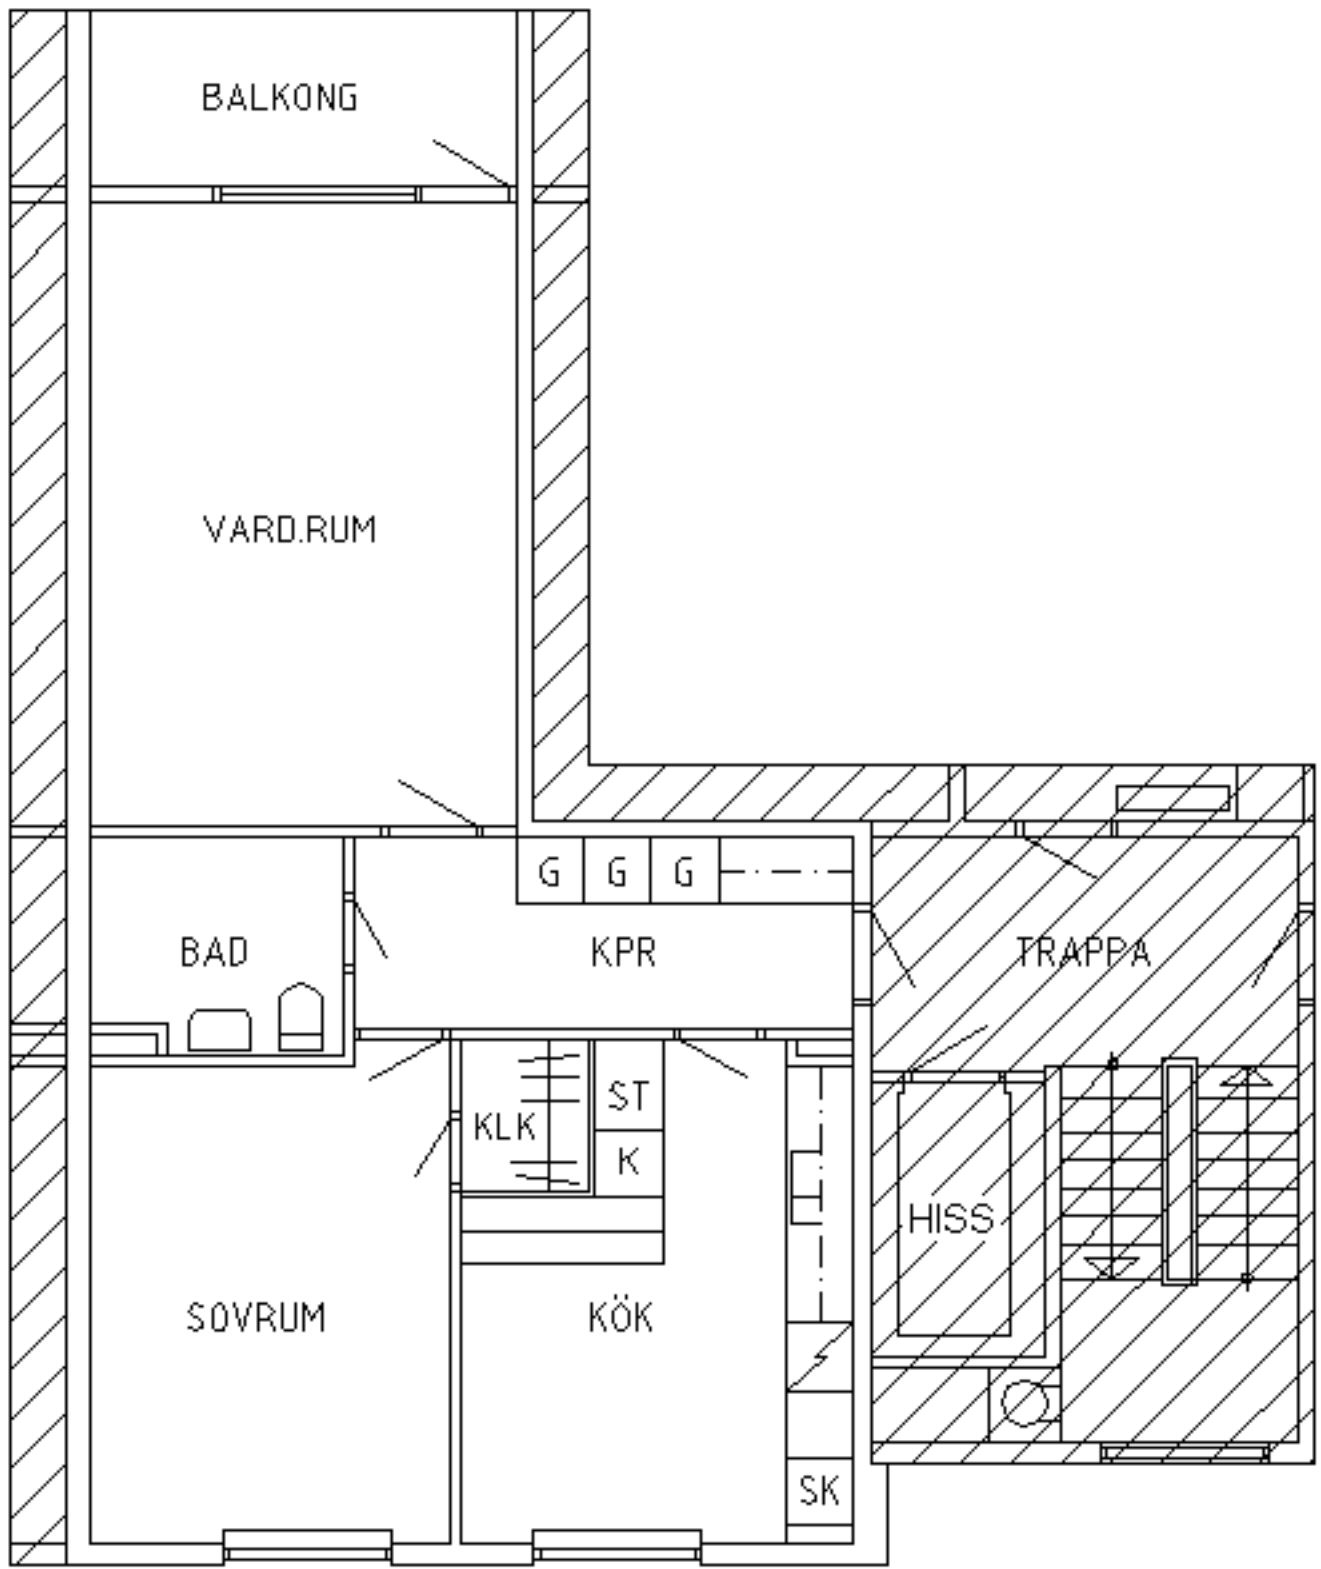 BALKONG
VARD.RUM
G G G
BAD
KPR
TRAPPA
ST
KLK
K
HISS
SOVRUM
KÖK
SK